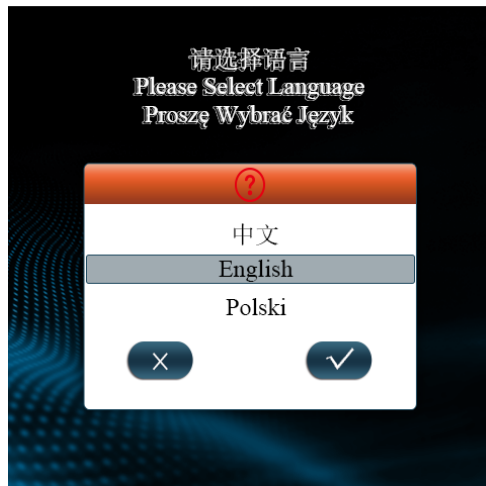 请选择语言
Please Select Language
Proszę Wybrać Język
?
中文
English
Polski